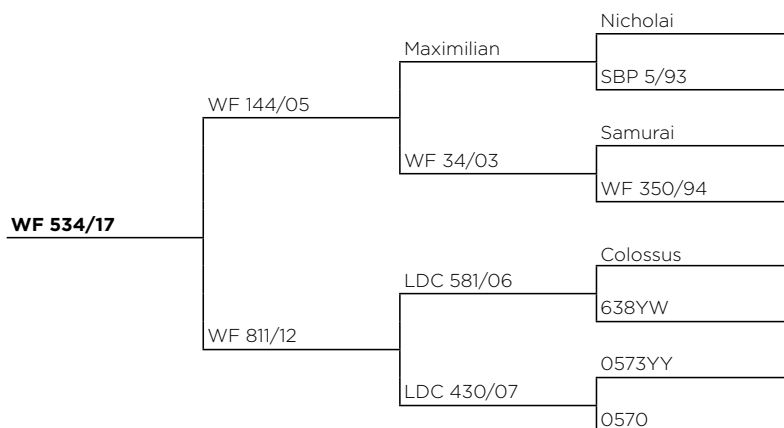 Nicholai
Maximilian
SBP 5/93
WF 144/05
Samurai
WF 34/03
WF 350/94
WF 534/17
Colossus
LDC 581/06
638YW
WF 811/12
0573YY
LDC 430/07
0570